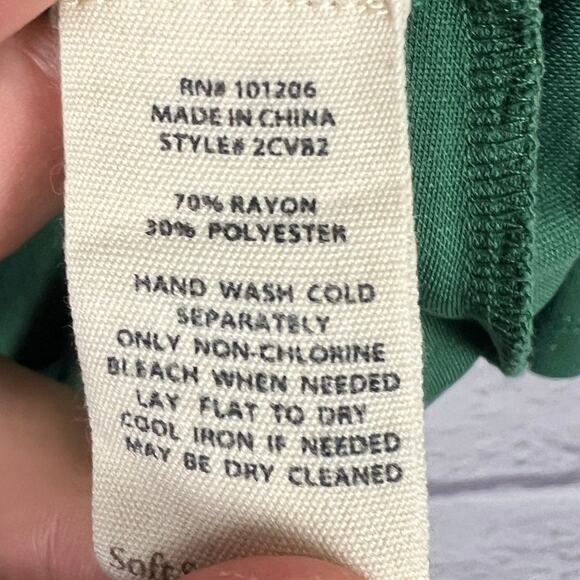 RN# 101206
MADE IN CHINA
STYLE# 2CVB2
70% RAYON
30% POLYESTER
HAND WASH COLD
SEPARATELY
ONLY NON-CHLORINE
BLEACH WHEN NEEDED
LAY FLAT TO DRY
COOL IRON IF NEEDED
MAY BE DRY CLEANED
Soft